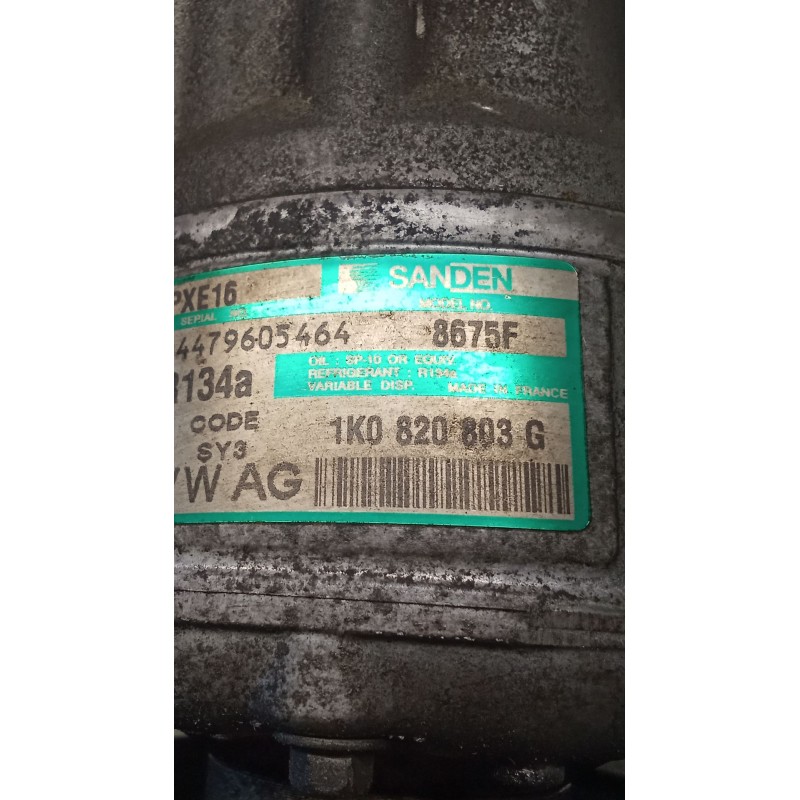 PXE16
SANDEN
SERIAL NO.
MODEL NO.
4479605464
8675F
OIL : SP-10 OR EQUIV.
REFRIGERANT : R134a
VARIABLE DISP.
MADE IN FRANCE
R134a
CODE
SY3
1K0 820 803 G
VW AG